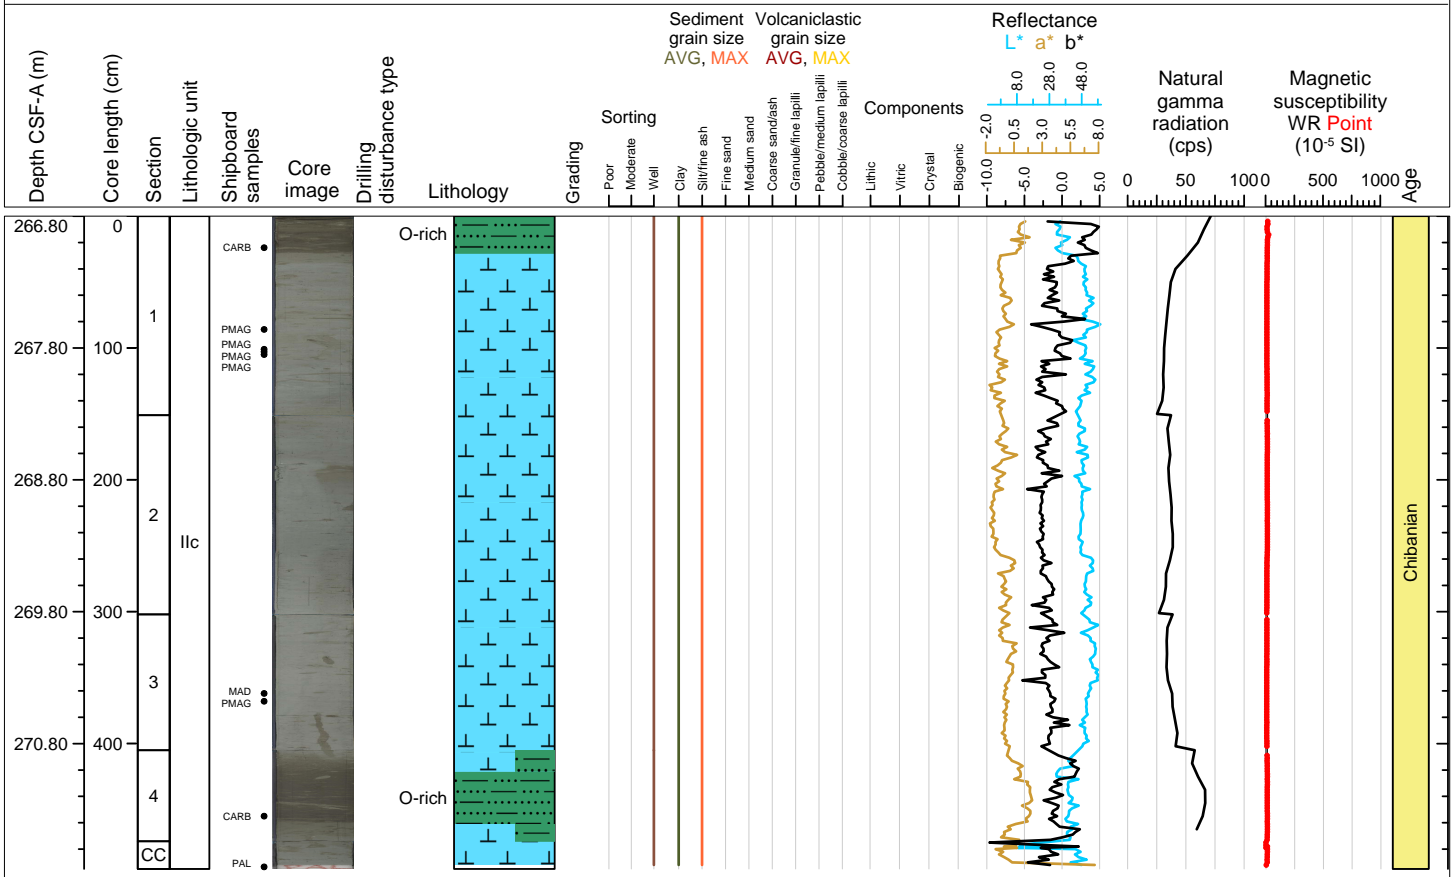 Depth CSF-A (m)
Core length (cm)
Section
Lithologic unit
Shipboard
samples
Core
image
Drilling
disturbance type
Lithology
Grading
Sorting
Poor
Moderate
Well
Sediment
grain size
AVG, MAX
Volcaniclastic
grain size
AVG, MAX
Clay
Silt/fine ash
Fine sand
Medium sand
Coarse sand/ash
Granule/fine lapilli
Pebble/medium lapilli
Cobble/coarse lapilli
Components
Lithic
Vitric
Crystal
Biogenic
Reflectance
L* a* b*
8.0 28.0 48.0
-2.0 0.5 3.0 5.5 8.0
-10.0 -5.0 0.0 5.0
Natural
gamma
radiation
(cps)
0 50 100
Magnetic
susceptibility
WR Point
(10-5 SI)
0 500 1000
Age
266.80 0
O-rich
CARB
1
PMAG
PMAG
267.80 100
PMAG
PMAG
268.80 200
2
IIc
Chibanian
269.80 300
3
MAD
PMAG
270.80 400
4
O-rich
CARB
CC
PAL